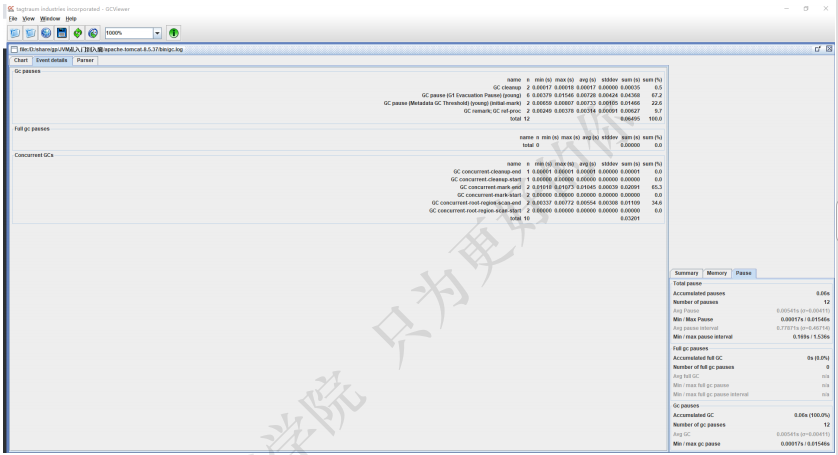 tagtraum industries incorporated - GCViewer
File View Window Help
1000%
file:/D:/share/gp/JVM从入门到入魔/apache-tomcat-8.5.37/bin/gc.log
Chart Event details Parser
Gc pauses
name n min (s) max (s) avg (s) stddev sum (s) sum (%)
GC cleanup 2 0.00017 0.00018 0.00017 0.00000 0.00035 0.5
GC pause (G1 Evacuation Pause) (young) 6 0.00379 0.01546 0.00728 0.00424 0.04368 67.2
GC pause (Metadata GC Threshold) (young) (initial-mark) 2 0.00659 0.00807 0.00733 0.00105 0.01466 22.6
GC remark; GC ref-proc 2 0.00249 0.00378 0.00314 0.00091 0.00627 9.7
total 12 0.06495 100.0
Full gc pauses
name n min (s) max (s) avg (s) stddev sum (s) sum (%)
total 0 0.00000 0.0
Concurrent GCs
name n min (s) max (s) avg (s) stddev sum (s) sum (%)
GC concurrent-cleanup-end 1 0.00001 0.00001 0.00001 0.00000 0.00001 0.0
GC concurrent-cleanup-start 1 0.00000 0.00000 0.00000 0.00000 0.00000 0.0
GC concurrent-mark-end 2 0.01018 0.01073 0.01045 0.00039 0.02091 65.3
GC concurrent-mark-start 2 0.00000 0.00000 0.00000 0.00000 0.00000 0.0
GC concurrent-root-region-scan-end 2 0.00337 0.00772 0.00554 0.00308 0.01109 34.6
GC concurrent-root-region-scan-start 2 0.00000 0.00000 0.00000 0.00000 0.00000 0.0
total 10 0.03201
Summary Memory Pause
Total pause
Accumulated pauses 0.06s
Number of pauses 12
Avg Pause 0.00541s (σ=0.00411)
Min / Max Pause 0.00017s / 0.01546s
Avg pause interval 0.77871s (σ=0.46714)
Min / max pause interval 0.169s / 1.536s
Full gc pauses
Accumulated full GC 0s (0.0%)
Number of full gc pauses 0
Avg full GC n/a
Min / max full gc pause n/a
Min / max full gc pause interval n/a
Gc pauses
Accumulated GC 0.06s (100.0%)
Number of gc pauses 12
Avg GC 0.00541s (σ=0.00411)
Min / max gc pause 0.00017s / 0.01546s
学院 只为更好的你